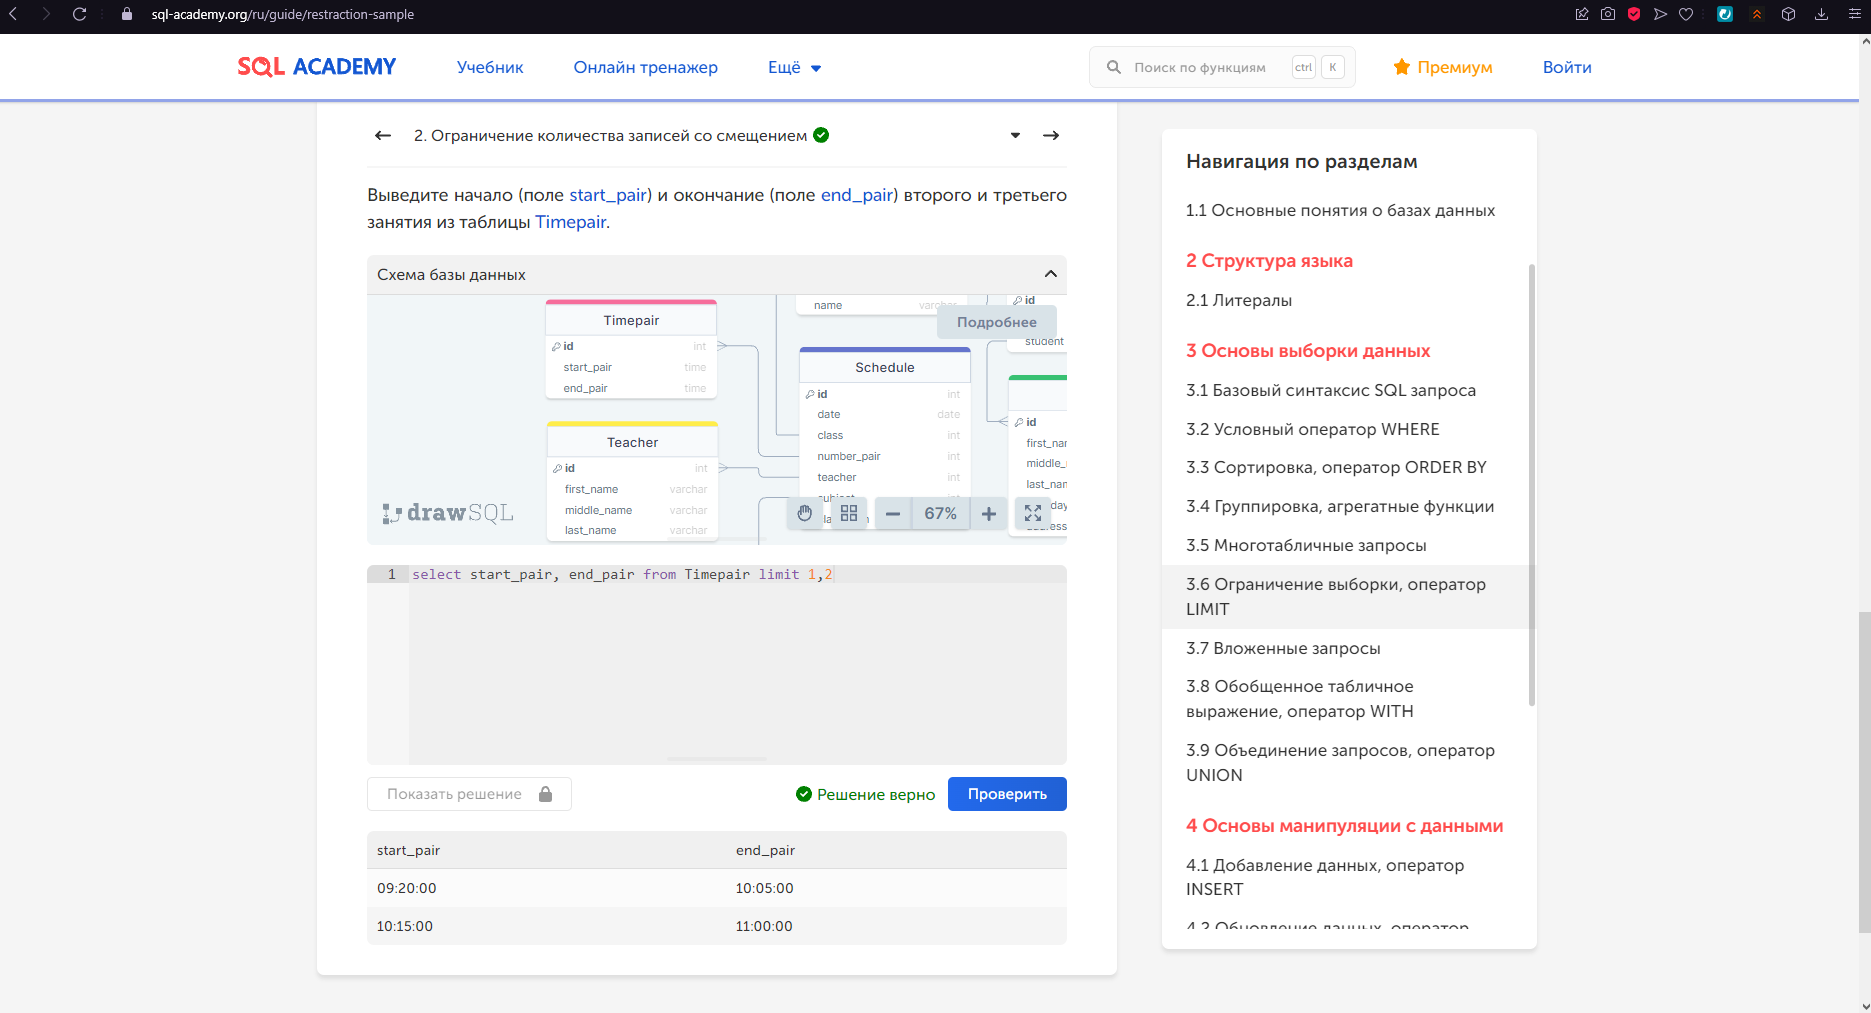 sql-academy.org/ru/guide/restraction-sample
SQL ACADEMY
Учебник
Онлайн тренажер
Ещё
Поиск по функциям
ctrl
K
Премиум
Войти
2. Ограничение количества записей со смещением
Выведите начало (поле start_pair) и окончание (поле end_pair) второго и третьего
занятия из таблицы Timepair.
Схема базы данных
Timepair
id int
start_pair time
end_pair time
Teacher
id int
first_name varchar
middle_name varchar
last_name varchar
name varchar
Подробнее
Schedule
id int
date date
class int
number_pair int
teacher int
subject int
id
student
id
first_nar
middle_
last_nan
drawSQL
67%
1 select start_pair, end_pair from Timepair limit 1,2
Показать решение
Решение верно
Проверить
start_pair end_pair
09:20:00 10:05:00
10:15:00 11:00:00
Навигация по разделам
1.1 Основные понятия о базах данных
2 Структура языка
2.1 Литералы
3 Основы выборки данных
3.1 Базовый синтаксис SQL запроса
3.2 Условный оператор WHERE
3.3 Сортировка, оператор ORDER BY
3.4 Группировка, агрегатные функции
3.5 Многотабличные запросы
3.6 Ограничение выборки, оператор
LIMIT
3.7 Вложенные запросы
3.8 Обобщенное табличное
выражение, оператор WITH
3.9 Объединение запросов, оператор
UNION
4 Основы манипуляции с данными
4.1 Добавление данных, оператор
INSERT
4.2 Обновление данных, оператор